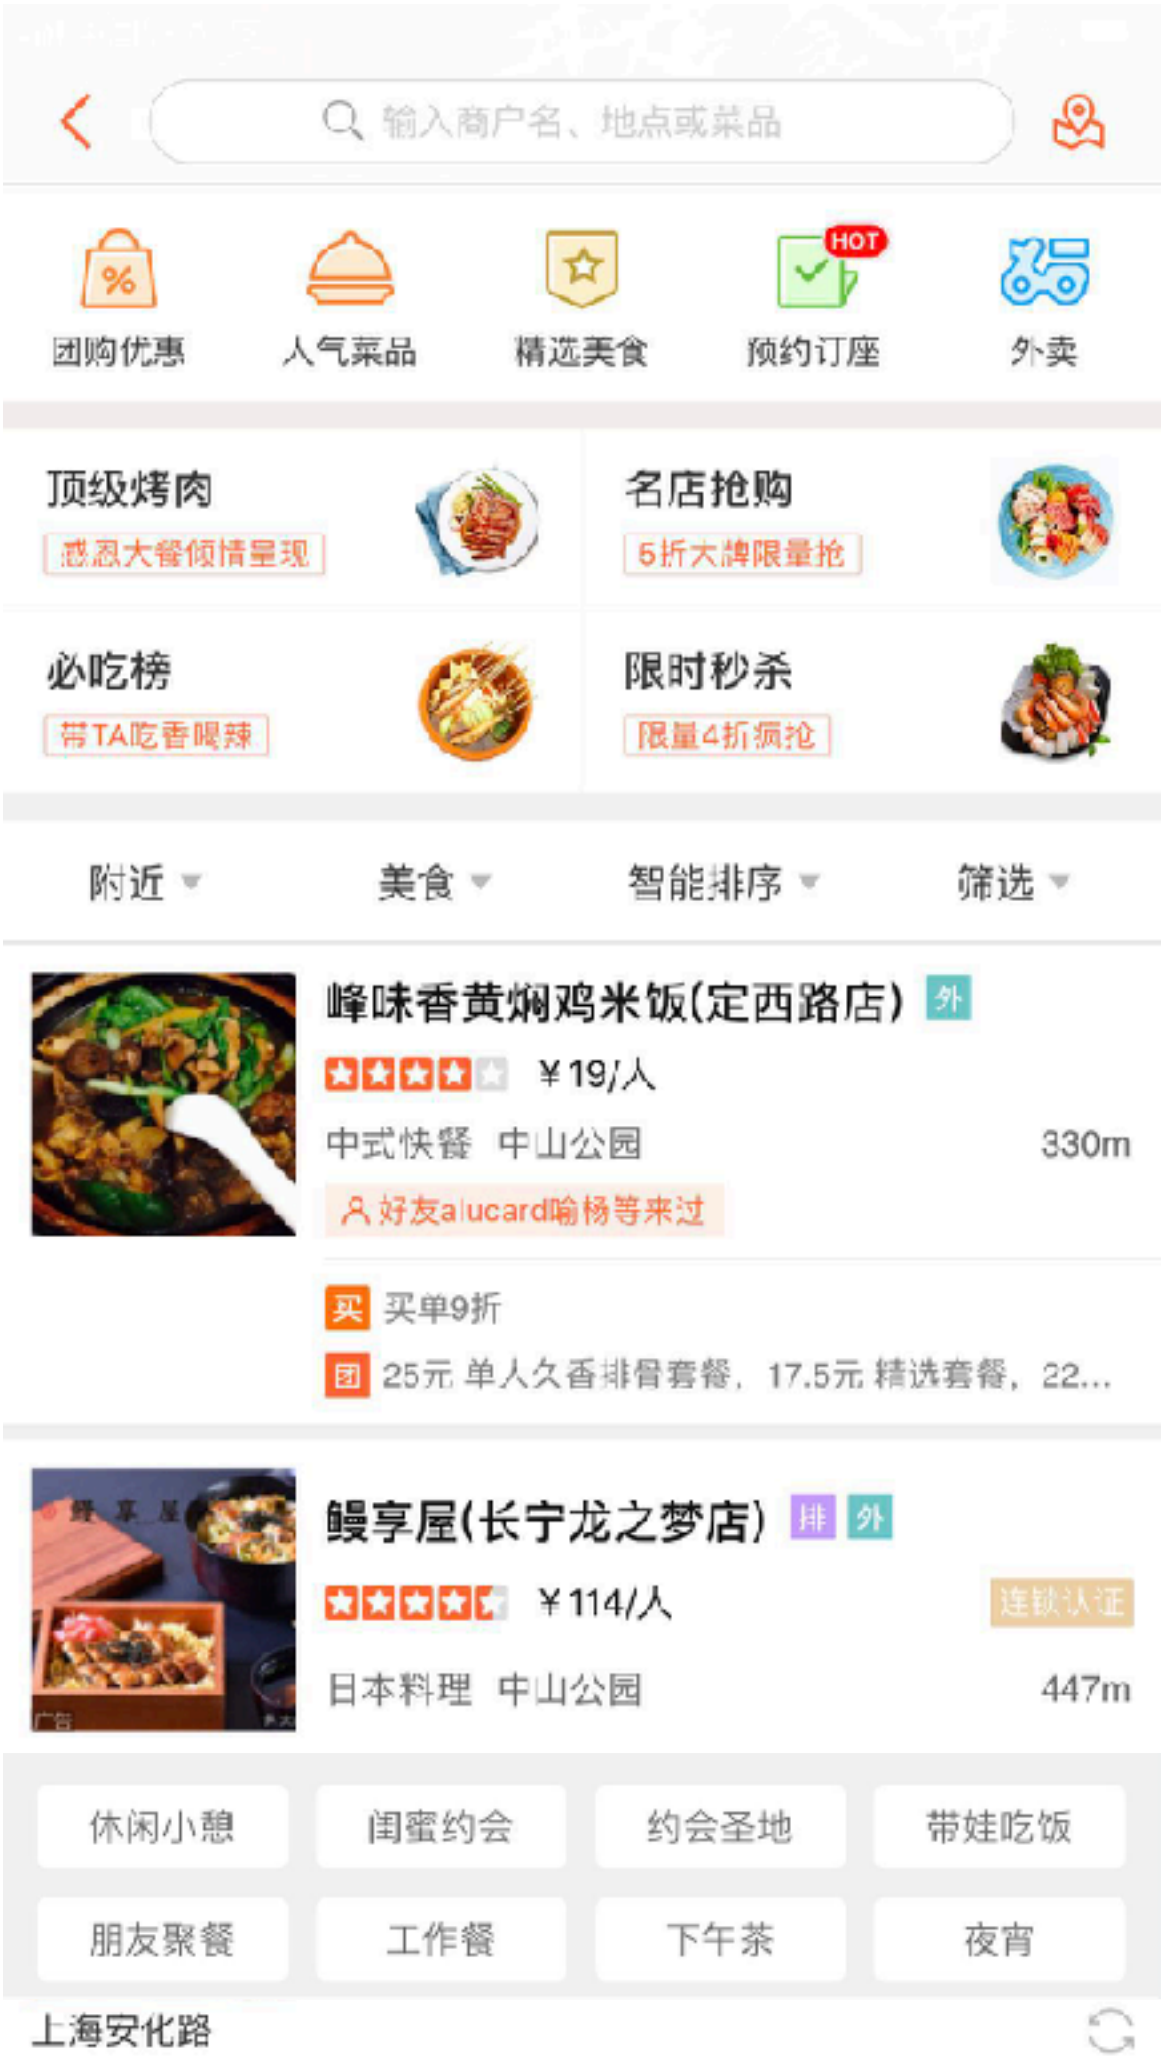 输入商户名、地点或菜品
HOT
团购优惠 人气菜品 精选美食 预约订座 外卖
顶级烤肉 名店抢购
感恩大餐倾情呈现 5折大牌限量抢
必吃榜 限时秒杀
带TA吃香喝辣 限量4折疯抢
附近 美食 智能排序 筛选
峰味香黄焖鸡米饭(定西路店) 外
￥19/人
中式快餐 中山公园 330m
好友alucard喻杨等来过
买 买单9折
团 25元 单人久香排骨套餐，17.5元 精选套餐，22...
鳗享屋
鳗享屋(长宁龙之梦店) 排 外
￥114/人 连锁认证
日本料理 中山公园 447m
广告
休闲小憩 闺蜜约会 约会圣地 带娃吃饭
朋友聚餐 工作餐 下午茶 夜宵
上海安化路